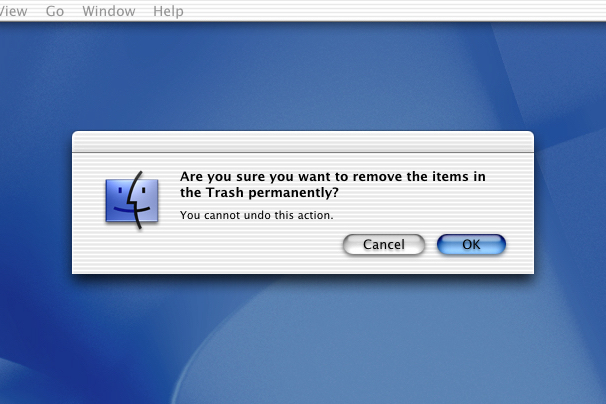 View Go Window Help
Are you sure you want to remove the items in
the Trash permanently?
You cannot undo this action.
Cancel OK